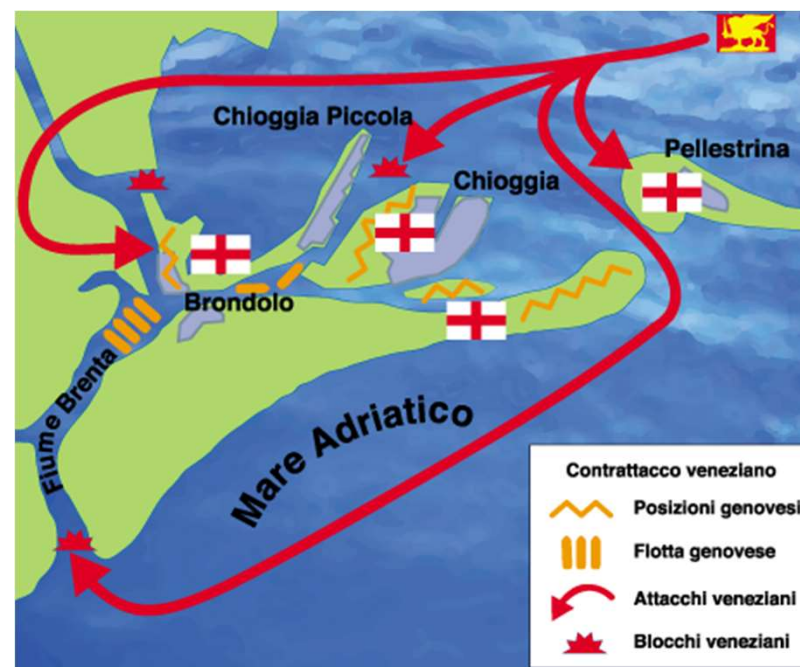 Chioggia PIccola
Pellestrina
Chioggia
Brondolo
Fiume Brenta
Mare Adriatico
Contrattacco veneziano
Posizioni genovesi
Flotta genovese
Attacchi veneziani
Blocchi veneziani